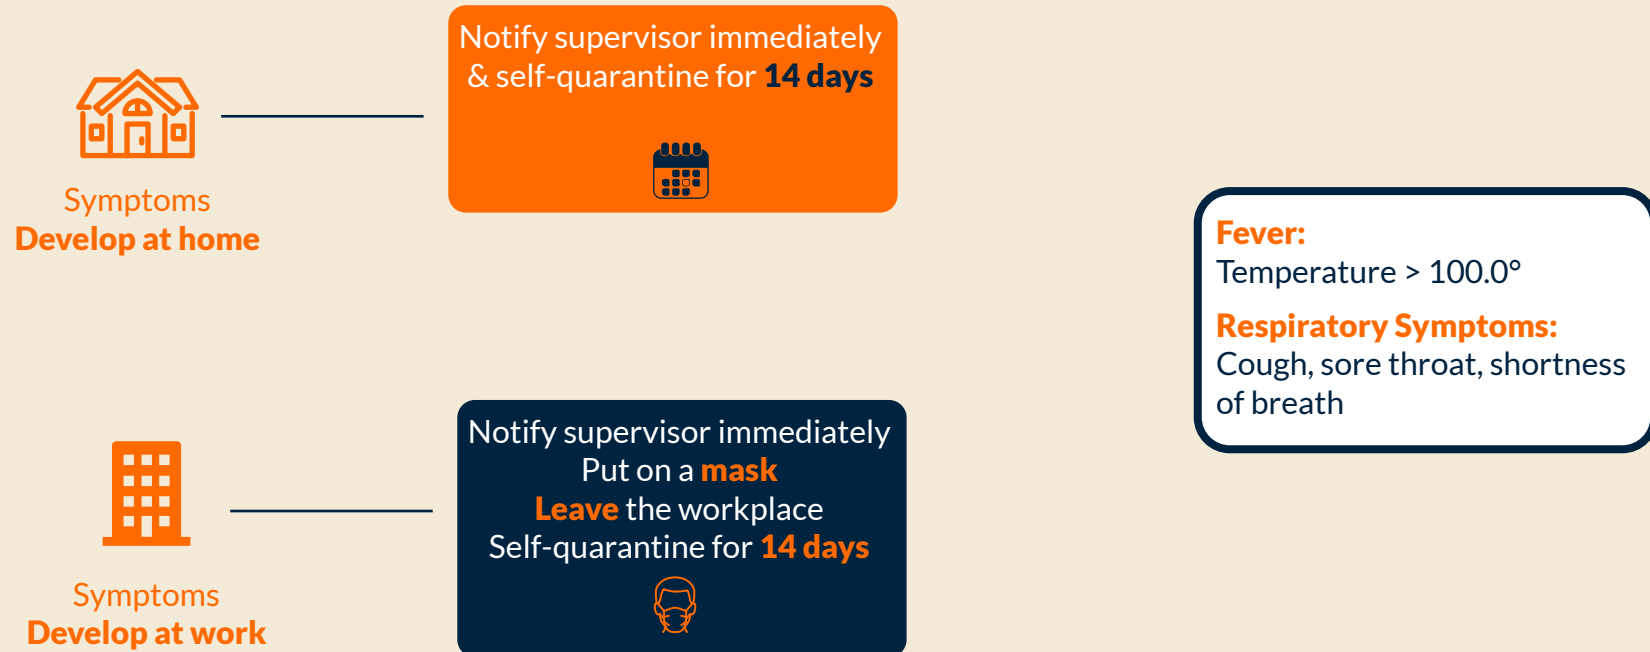 Notify supervisor immediately
& self-quarantine for 14 days
Symptoms
Develop at home
Fever:
Temperature > 100.0°
Respiratory Symptoms:
Cough, sore throat, shortness
of breath
Notify supervisor immediately
Put on a mask
Leave the workplace
Self-quarantine for 14 days
Symptoms
Develop at work